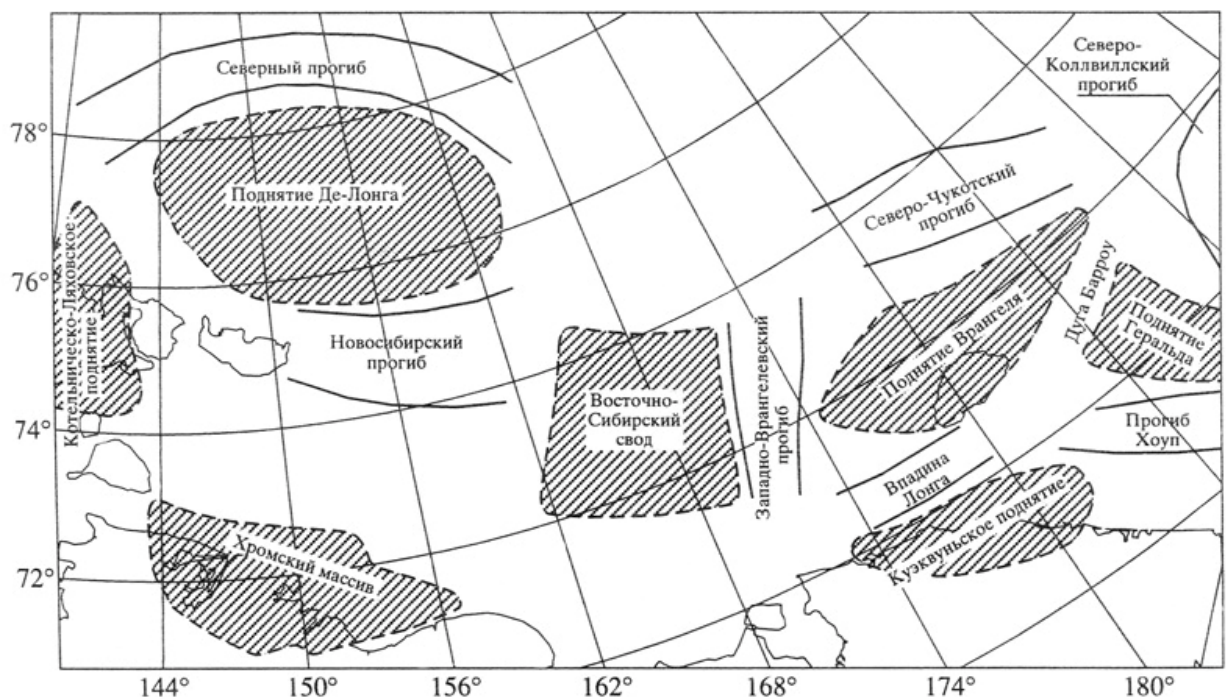 Северный прогиб
Северо-
Коллвиллский
прогиб
78°
Поднятие Де-Лонга
Северо-Чукотский
прогиб
Котельническо-Ляховское
поднятие
76°
Новосибирский
прогиб
Западно-Врангелевский
прогиб
Поднятие Врангеля
Дуга Барроу
Поднятие
Геральда
74°
Восточно-
Сибирский
свод
Прогиб
Хоуп
Впадина
Лонга
Куэквуньское поднятие
Хромский массив
72°
144°
150°
156°
162°
168°
174°
180°